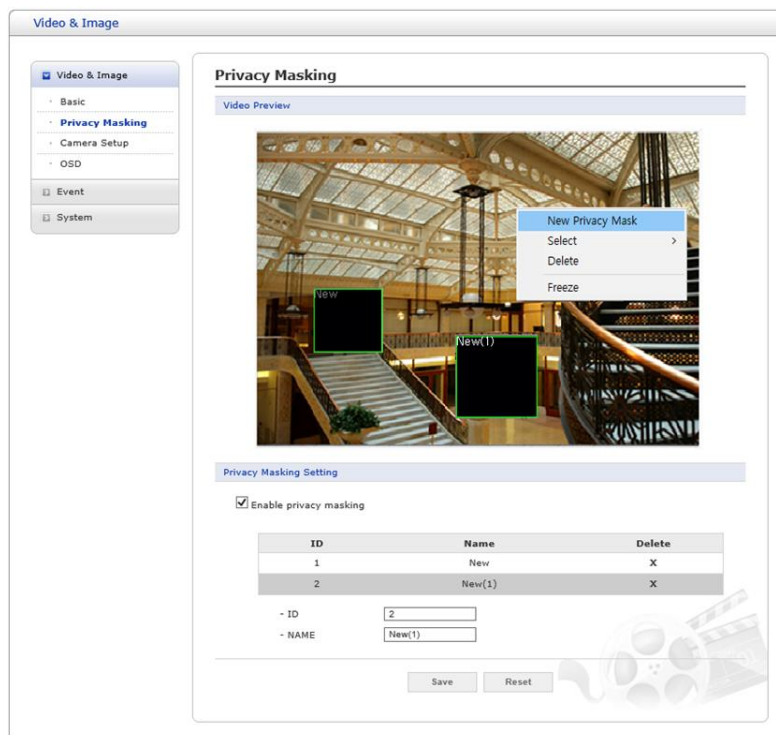 Video & Image
Video & Image
Basic
Privacy Masking
Camera Setup
OSD
Event
System
Privacy Masking
Video Preview
New Privacy Mask
Select >
Delete
Freeze
New
New(1)
Privacy Masking Setting
Enable privacy masking
ID Name Delete
1 New X
2 New(1) X
- ID 2
- NAME New(1)
Save Reset